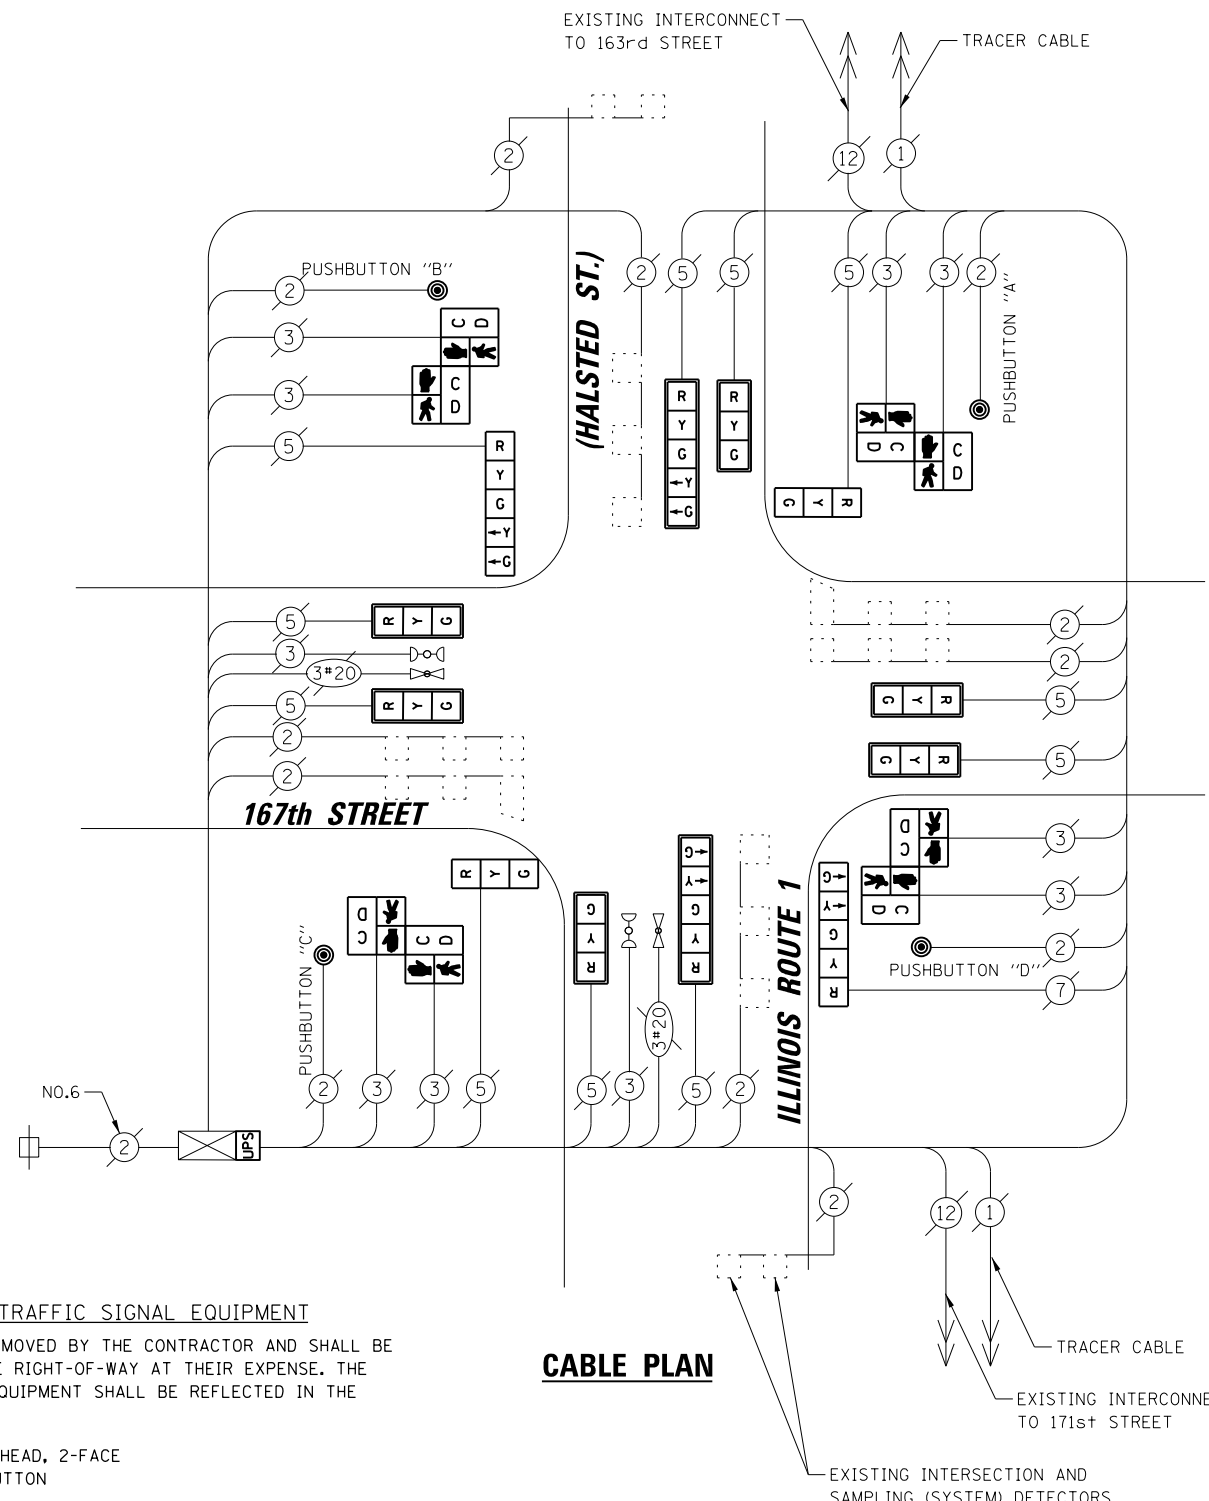 EXISTING INTERCONNECT
TO 163rd STREET
TRACER CABLE
2
12
1
PUSHBUTTON "B"
2
3
3
5
C D
C
D
R
Y
G
←Y
←G
(HALSTED ST.)
2
5
5
5
3
3
2
PUSHBUTTON "A"
R
Y
G
←Y
←G
R
Y
G
D C
C
D
G Y R
5
3
3#20
5
2
2
R Y G
R Y G
167th STREET
2
2
5
5
G Y R
G Y R
3
3
2
7
D
C
D C
PUSHBUTTON "D"
←G
←Y
G
Y
R
ILLINOIS ROUTE 1
R Y G
D
C
C D
PUSHBUTTON "C"
G
Y
R
←G
←Y
G
Y
R
3#20
2
3
3
5
5
3
5
2
NO.6
2
UPS
2
12
1
TRAFFIC SIGNAL EQUIPMENT
MOVED BY THE CONTRACTOR AND SHALL BE
RIGHT-OF-WAY AT THEIR EXPENSE. THE
QUIPMENT SHALL BE REFLECTED IN THE
HEAD, 2-FACE
UTTON
CABLE PLAN
TRACER CABLE
EXISTING INTERCONNE
TO 171st STREET
EXISTING INTERSECTION AND
SAMPLING (SYSTEM) DETECTORS